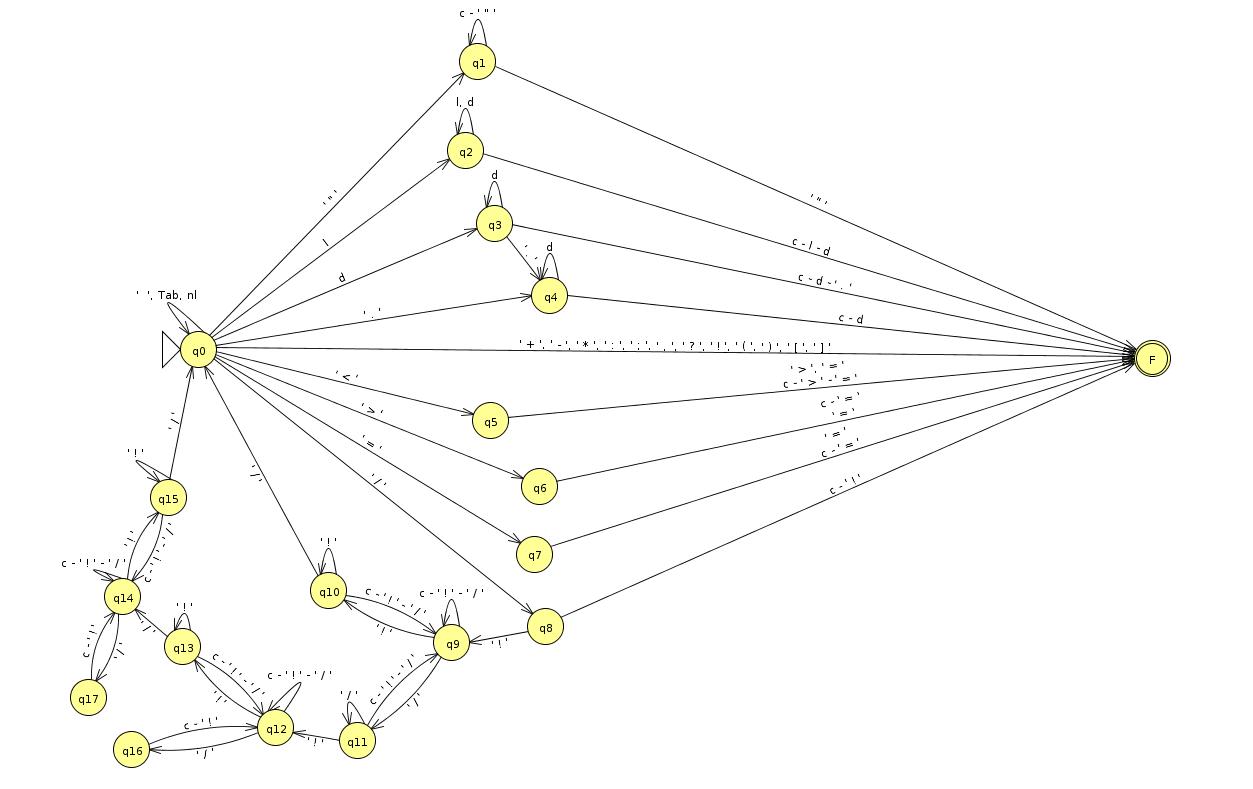 c - ' " '
q1
l, d
q2
' " '
' " '
d
q3
l
c - l - d
' . '
d
q4
d
c - d - ' . '
' ', Tab, nl
' . '
c - d
q0
' + ', ' - ', ' * ', ' : ', ' ; ', ' , ', ' ? ', ' ! ', ' ( ', ' ) ', ' [ ', ' ] '
F
' < '
' > ', ' = '
c - ' > ' - ' = '
' > '
c - ' = '
' = '
' / '
q5
' = '
' = '
c - ' = '
' ! '
' / '
' / '
q6
c - ' ! '
q15
' ! '
c - ' ! ' - ' / '
q7
' ! '
c - ' ! ' - ' / '
q14
q10
c - ' ! ' - ' / '
c - ' ! ' - ' / '
' ! '
' ! '
' / '
q8
c - ' ! '
' / '
q13
q9
' ! '
c - ' ! ' - ' / '
' ! '
c - ' ! ' - ' / '
c - ' ! ' - ' / '
' / '
' / '
q17
c - ' ! '
q12
' ! '
q11
q16
' / '